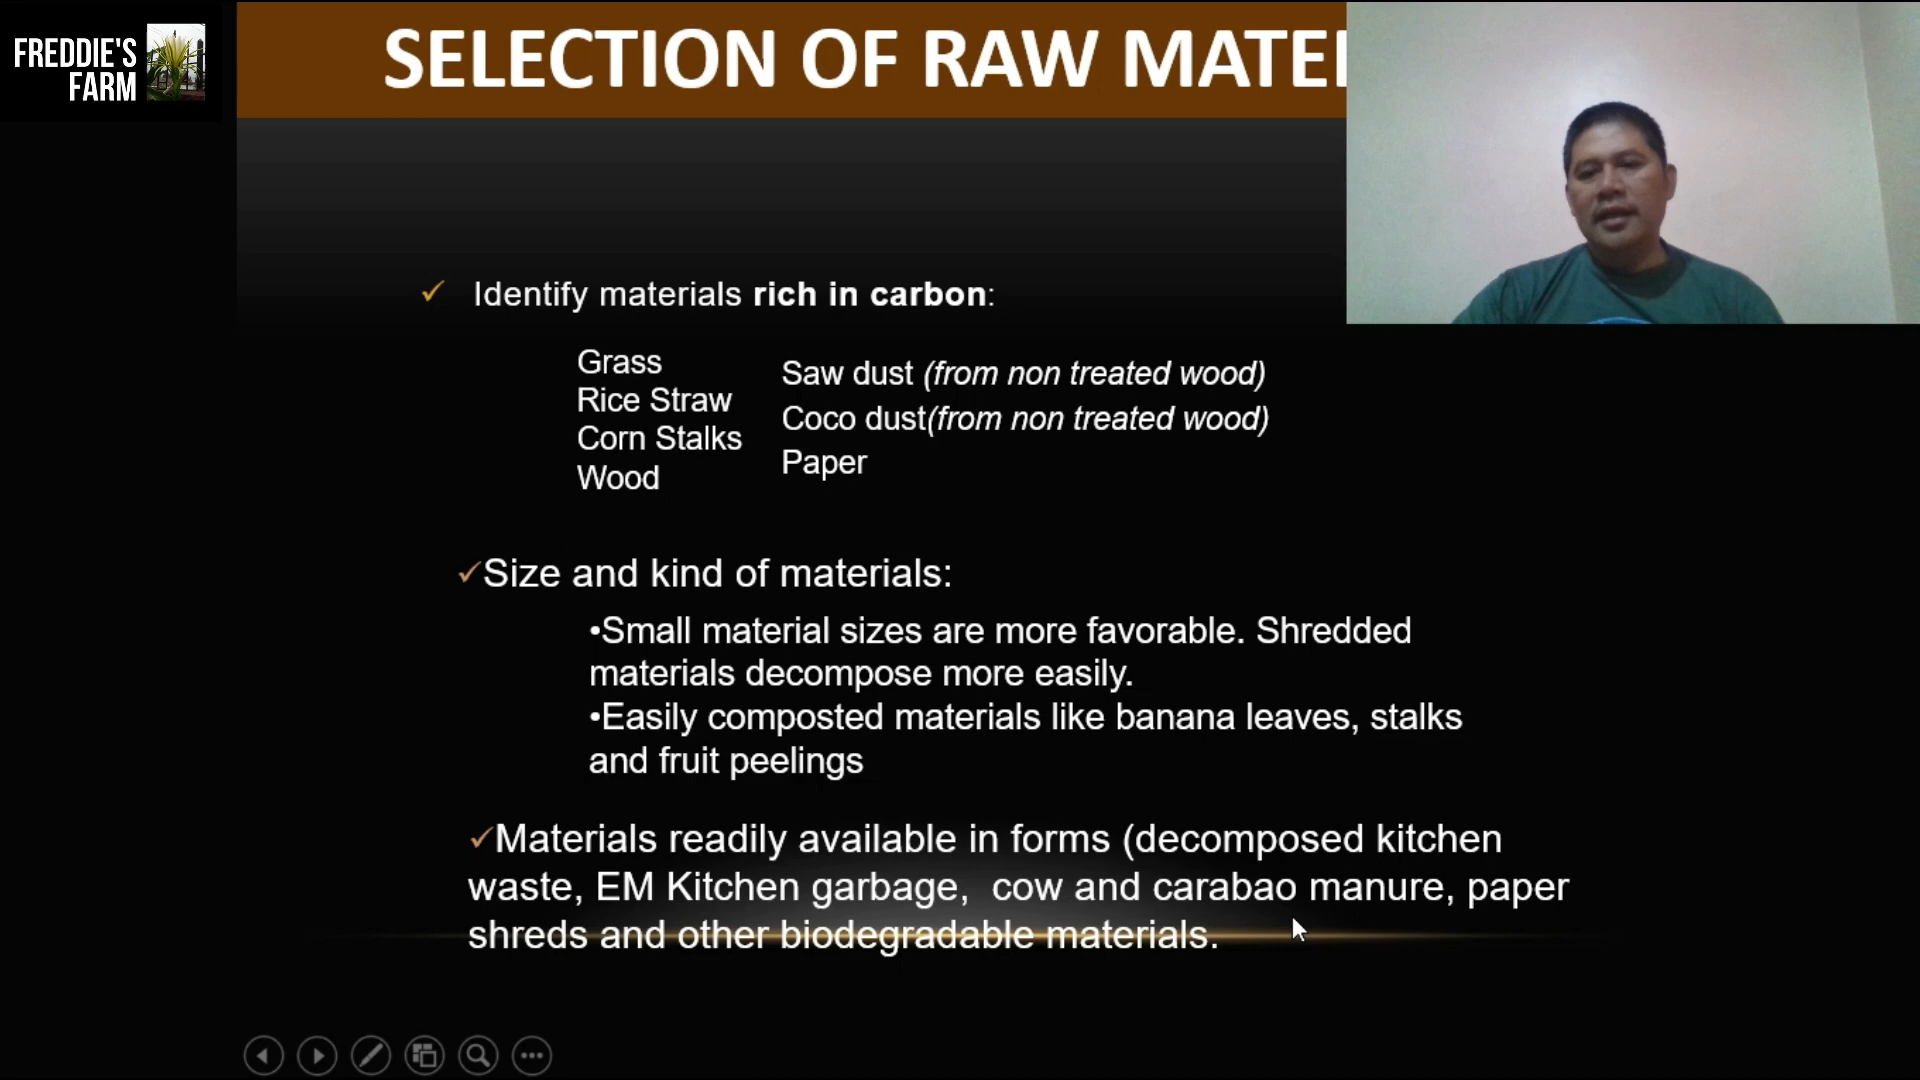 FREDDIE'S
FARM
SELECTION OF RAW
Identify materials rich in carbon:
Grass
Rice Straw
Corn Stalks
Wood
Saw dust (from non treated wood)
Coco dust(from non treated wood)
Paper
✓Size and kind of materials:
•Small material sizes are more favorable. Shredded
materials decompose more easily.
•Easily composted materials like banana leaves, stalks
and fruit peelings
✓Materials readily available in forms (decomposed kitchen
waste, EM Kitchen garbage, cow and carabao manure, paper
shreds and other biodegradable materials.